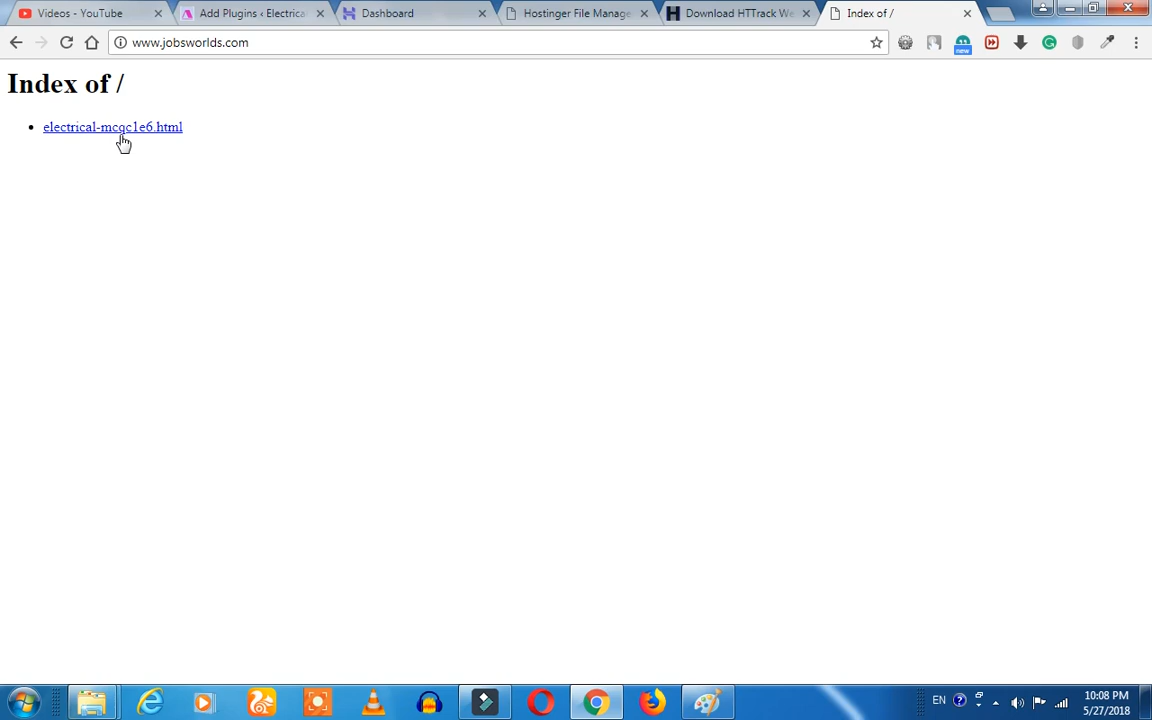 Videos - YouTube
Add Plugins ‹ Electrica
Dashboard
Hostinger File Manage
Download HTTrack We
Index of /
www.jobsworlds.com
new
Index of /
electrical-mcqc1e6.html
EN
10:08 PM
5/27/2018